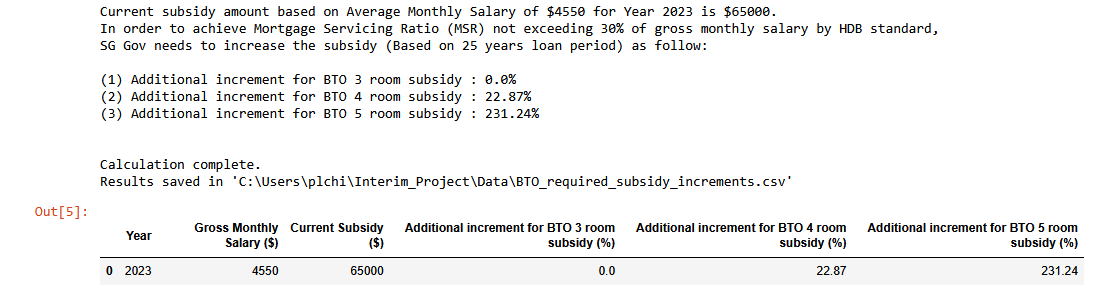 Current subsidy amount based on Average Monthly Salary of $4550 for Year 2023 is $65000.
In order to achieve Mortgage Servicing Ratio (MSR) not exceeding 30% of gross monthly salary by HDB standard,
SG Gov needs to increase the subsidy (Based on 25 years loan period) as follow:
(1) Additional increment for BTO 3 room subsidy : 0.0%
(2) Additional increment for BTO 4 room subsidy : 22.87%
(3) Additional increment for BTO 5 room subsidy : 231.24%
Calculation complete.
Results saved in 'C:\Users\plchi\Interim_Project\Data\BTO_required_subsidy_increments.csv'
Out[5]:
Year Gross Monthly Salary ($) Current Subsidy ($) Additional increment for BTO 3 room subsidy (%) Additional increment for BTO 4 room subsidy (%) Additional increment for BTO 5 room subsidy (%)
0 2023 4550 65000 0.0 22.87 231.24